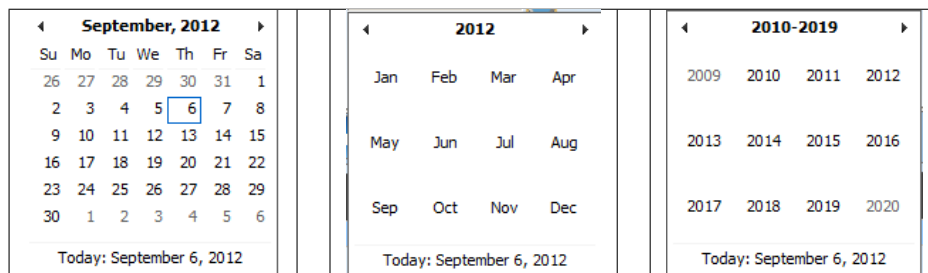 September, 2012
Su Mo Tu We Th Fr Sa
26 27 28 29 30 31 1
2 3 4 5 6 7 8
9 10 11 12 13 14 15
16 17 18 19 20 21 22
23 24 25 26 27 28 29
30 1 2 3 4 5 6
Today: September 6, 2012
2012
Jan Feb Mar Apr
May Jun Jul Aug
Sep Oct Nov Dec
Today: September 6, 2012
2010-2019
2009 2010 2011 2012
2013 2014 2015 2016
2017 2018 2019 2020
Today: September 6, 2012